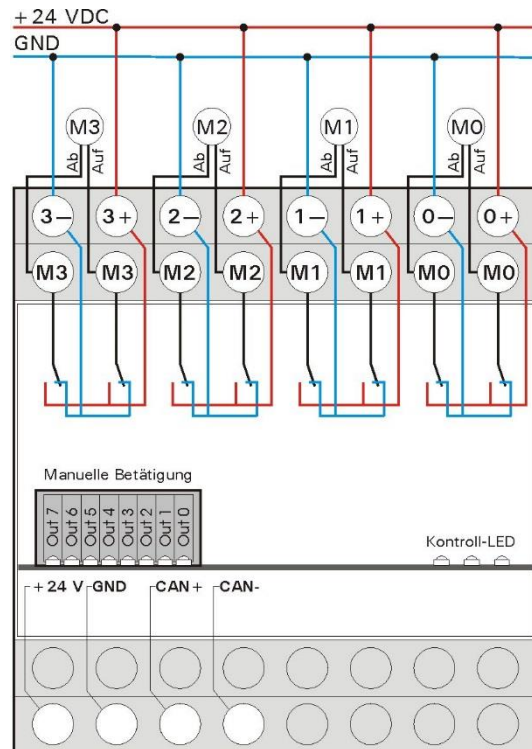 +24 VDC
GND
M3 M2 M1 M0
Ab Auf Ab Auf Ab Auf Ab Auf
3– 3+ 2– 2+ 1– 1+ 0– 0+
M3 M3 M2 M2 M1 M1 M0 M0
Manuelle Betätigung
Out 7 Out 6 Out 5 Out 4 Out 3 Out 2 Out 1 Out 0
Kontroll-LED
+24 V GND CAN+ CAN-